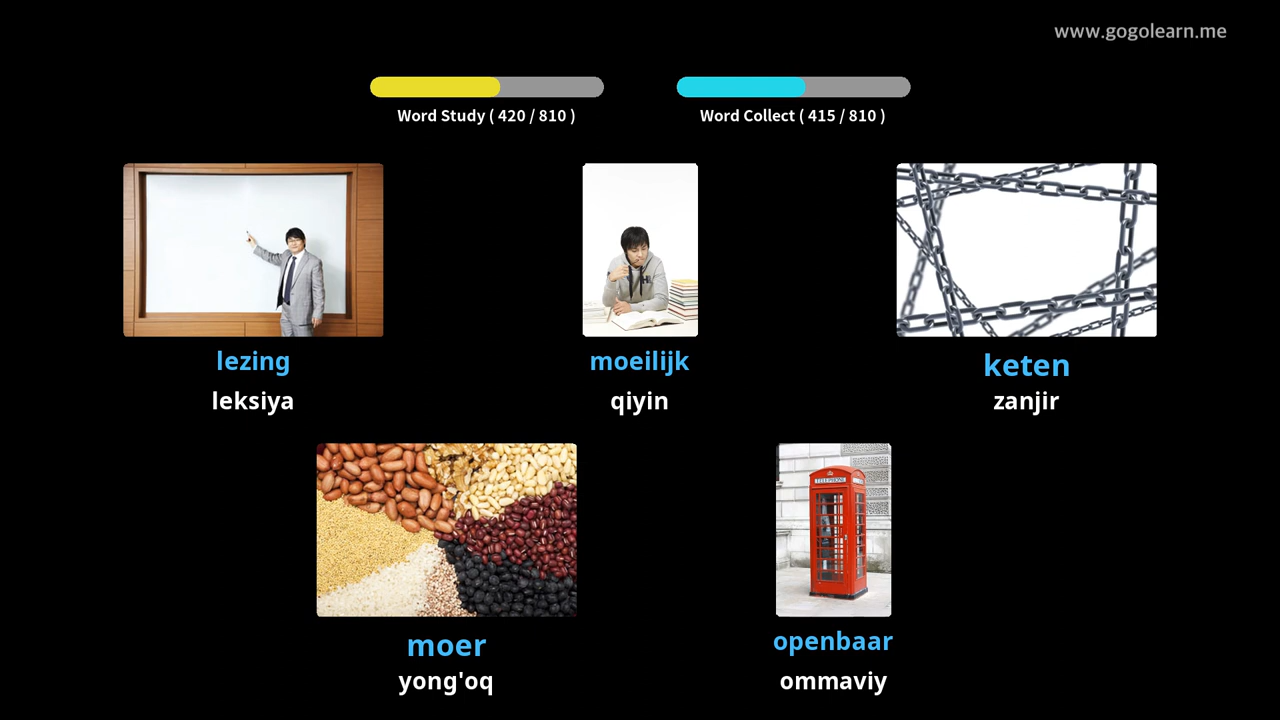 www.gogolearn.me
Word Study ( 420 / 810 )
Word Collect ( 415 / 810 )
lezing
leksiya
moeilijk
qiyin
keten
zanjir
TELEPHONE
moer
yong'oq
openbaar
ommaviy